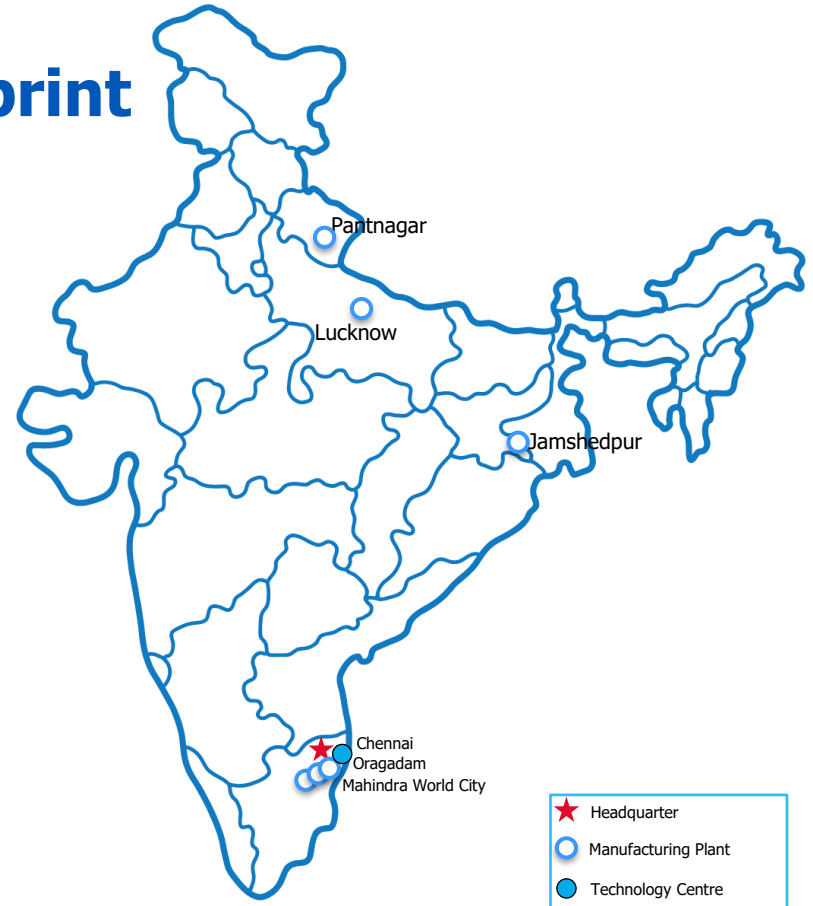 print
Pantnagar
Lucknow
Jamshedpur
Chennai
Oragadam
Mahindra World City
Headquarter
Manufacturing Plant
Technology Centre